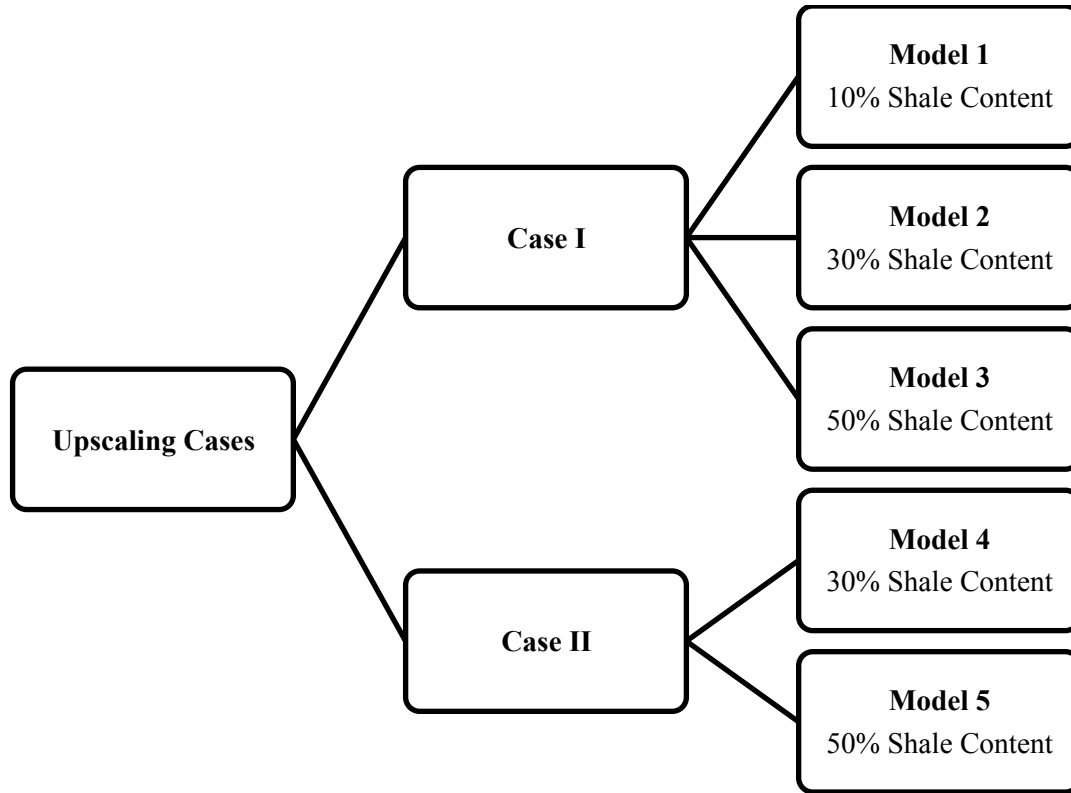 Upscaling Cases
Case I
Model 1
10% Shale Content
Model 2
30% Shale Content
Model 3
50% Shale Content
Case II
Model 4
30% Shale Content
Model 5
50% Shale Content